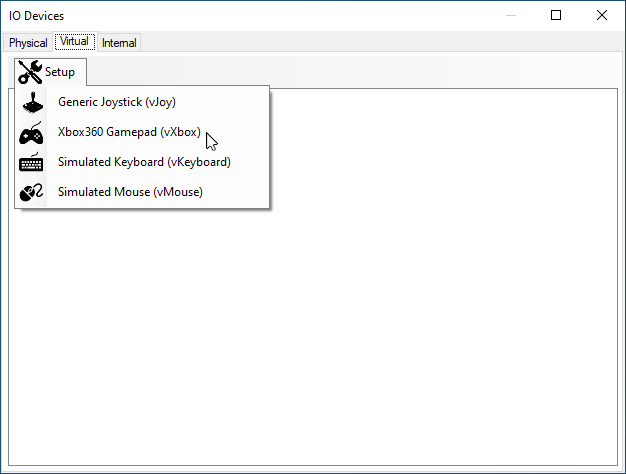 IO Devices
Physical Virtual Internal
Setup
Generic Joystick (vJoy)
Xbox360 Gamepad (vXbox)
Simulated Keyboard (vKeyboard)
Simulated Mouse (vMouse)